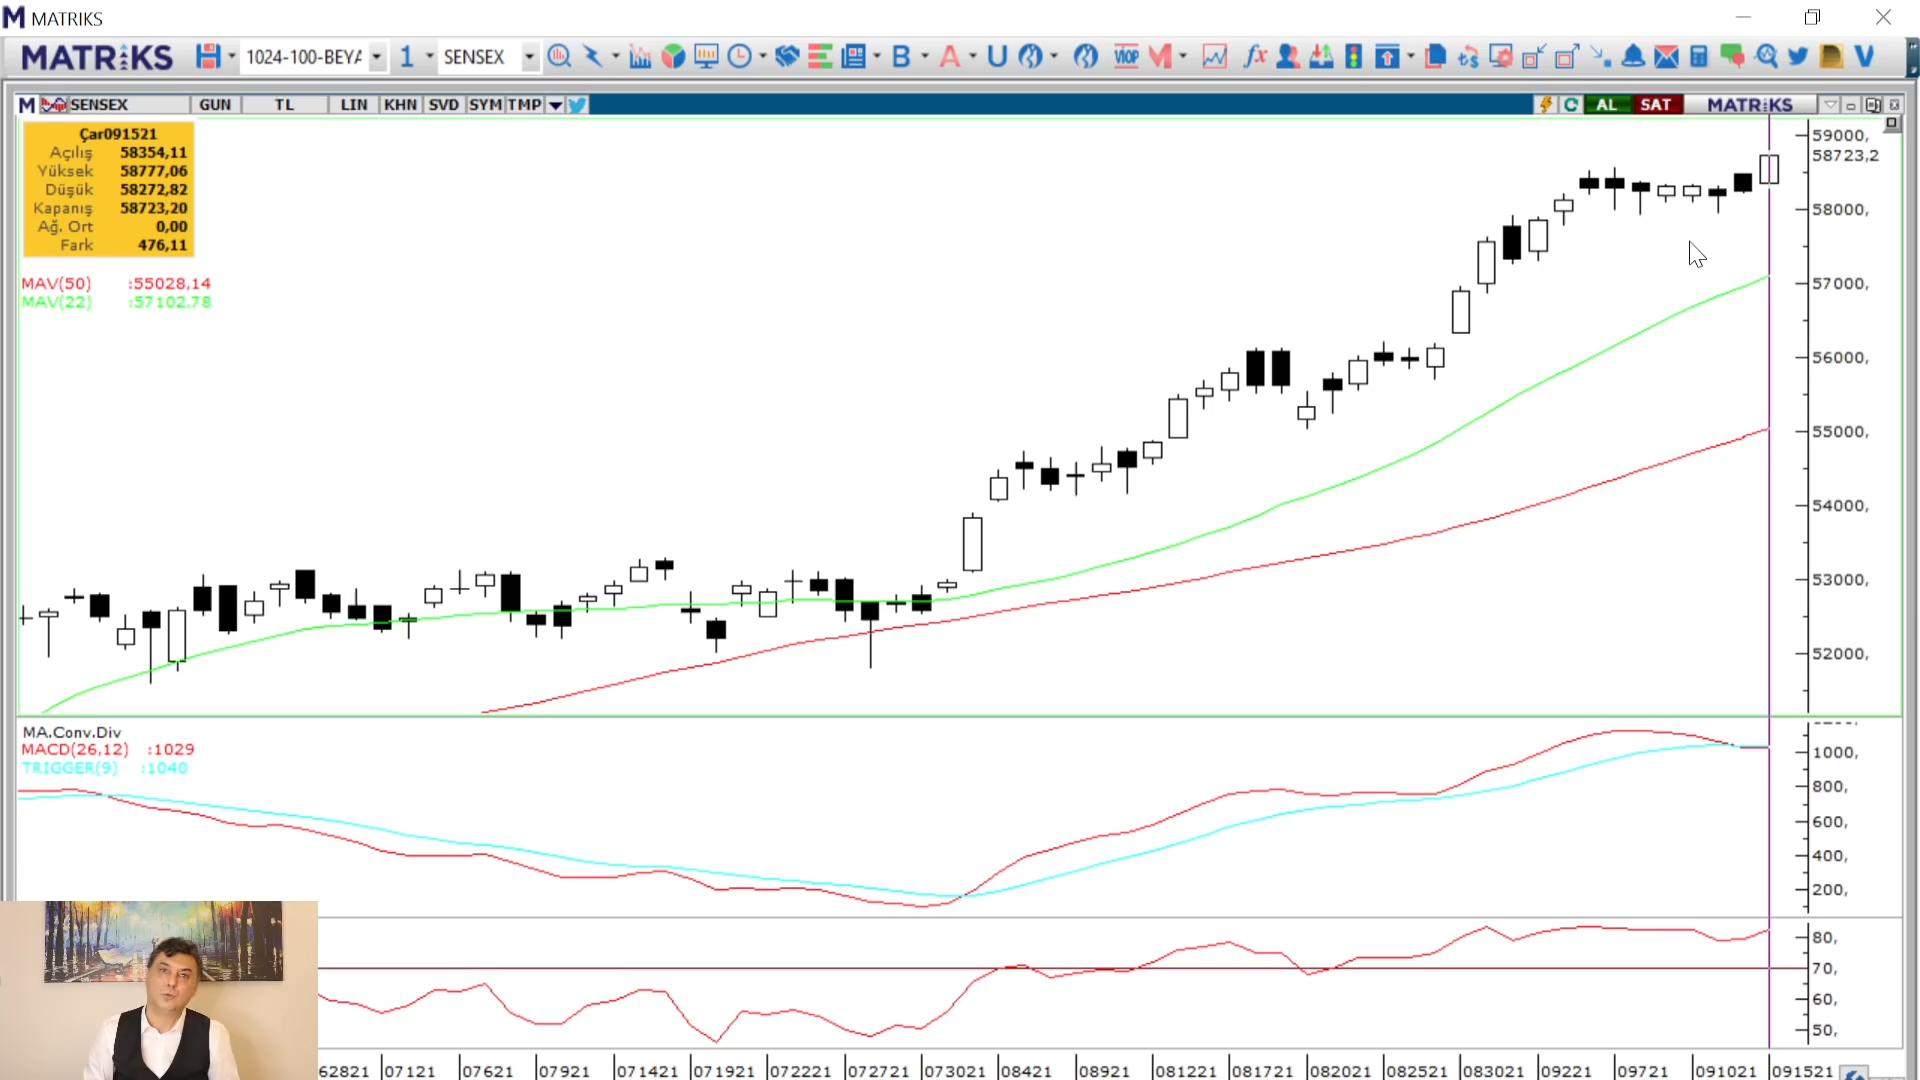 MATRIKS
MATRIKS 1024-100-BEYA 1 SENSEX B A U VIOP M fx V
M SENSEX GUN TL LIN KHN SVD SYM TMP AL SAT MATRIKS
Çar091521
Açılış 58354,11
Yüksek 58777,06
Düşük 58272,82
Kapanış 58723,20
Ağ. Ort 0,00
Fark 476,11
MAV(50) :55028,14
MAV(22) :57102.78
59000,
58723,2
58000,
57000,
56000,
55000,
54000,
53000,
52000,
MA.Conv.Div
MACD(26,12) :1029
TRIGGER(9) :1040
1000,
800,
600,
400,
200,
80,
70,
60,
50,
62821 07121 07621 07921 071421 071921 072221 072721 073021 08421 08921 081221 081721 082021 082521 083021 09221 09721 091021 091521